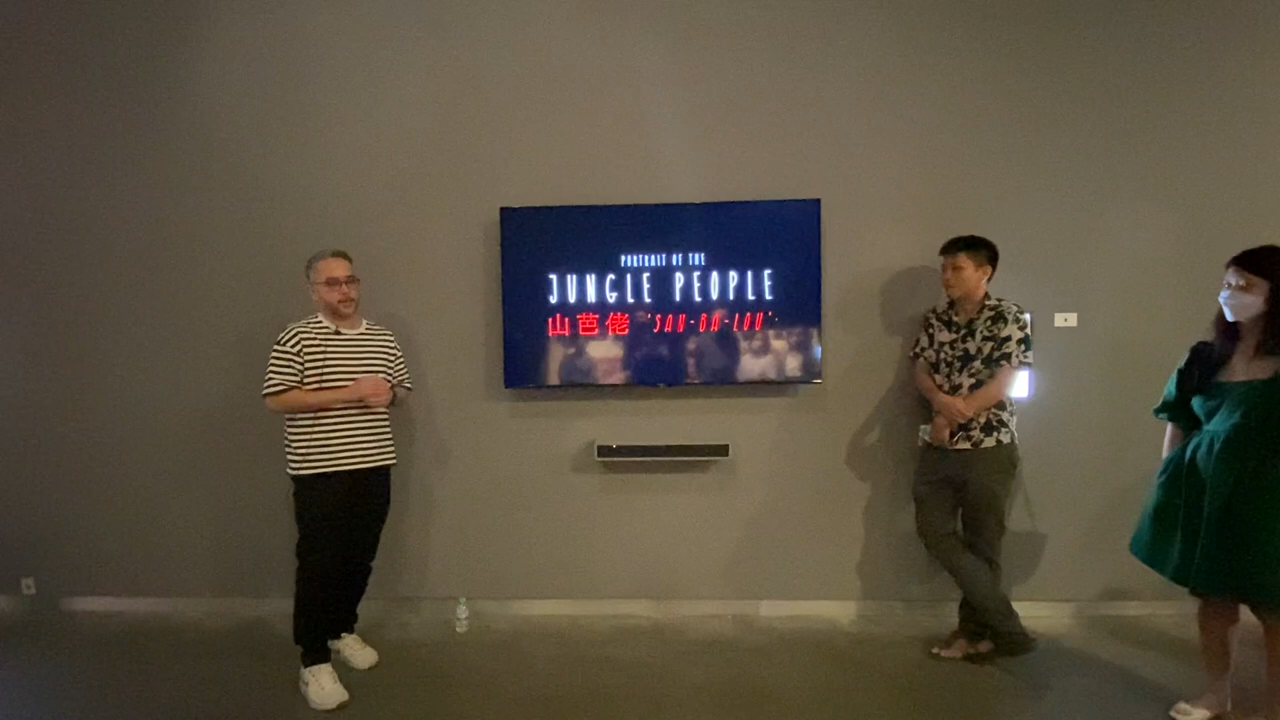 PORTRAIT OF THE
JUNGLE PEOPLE
山芭佬 'SAN-BA-LOU'